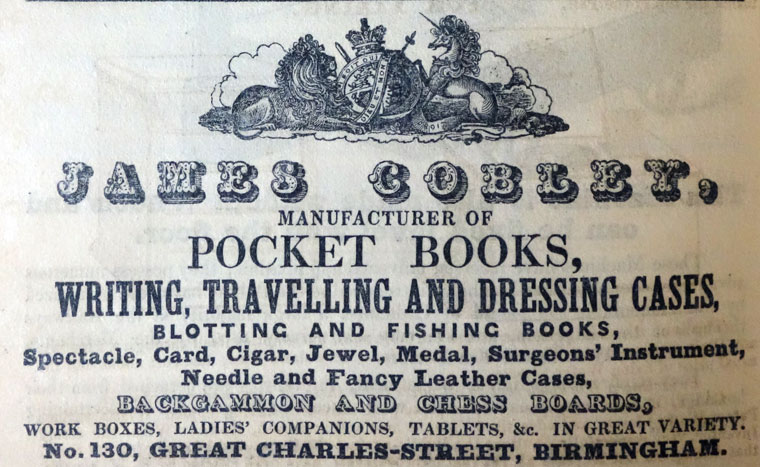 JAMES COBLEY,
MANUFACTURER OF
POCKET BOOKS,
WRITING, TRAVELLING AND DRESSING CASES,
BLOTTING AND FISHING BOOKS,
Spectacle, Card, Cigar, Jewel, Medal, Surgeons' Instrument,
Needle and Fancy Leather Cases,
BACKGAMMON AND CHESS BOARDS,
WORK BOXES, LADIES' COMPANIONS, TABLETS, &c. IN GREAT VARIETY.
No. 130, GREAT CHARLES-STREET, BIRMINGHAM.